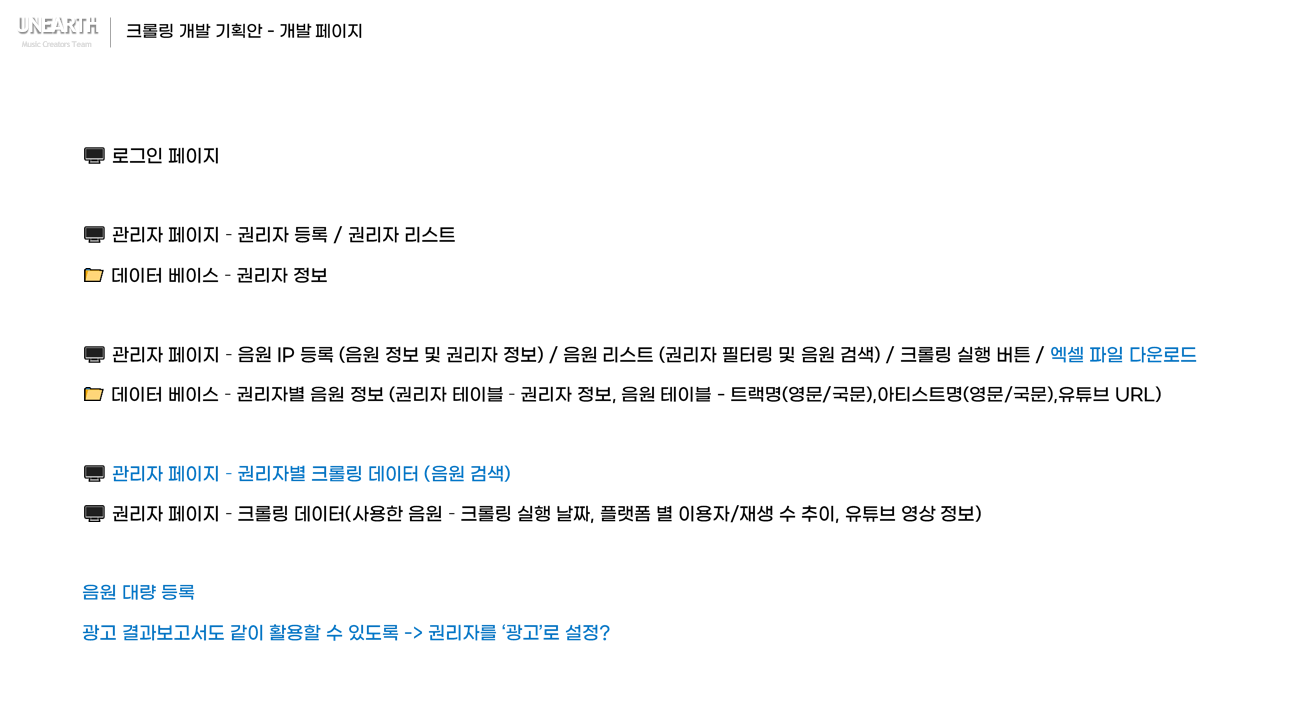 UNEARTH
Music Creators Team
크롤링 개발 기획안 - 개발 페이지
로그인 페이지
관리자 페이지 - 권리자 등록 / 권리자 리스트
데이터 베이스 - 권리자 정보
관리자 페이지 - 음원 IP 등록 (음원 정보 및 권리자 정보) / 음원 리스트 (권리자 필터링 및 음원 검색) / 크롤링 실행 버튼 / 엑셀 파일 다운로드
데이터 베이스 - 권리자별 음원 정보 (권리자 테이블 - 권리자 정보, 음원 테이블 - 트랙명(영문/국문),아티스트명(영문/국문),유튜브 URL)
관리자 페이지 - 권리자별 크롤링 데이터 (음원 검색)
권리자 페이지 - 크롤링 데이터(사용한 음원 - 크롤링 실행 날짜, 플랫폼 별 이용자/재생 수 추이, 유튜브 영상 정보)
음원 대량 등록
광고 결과보고서도 같이 활용할 수 있도록 -> 권리자를 ‘광고’로 설정?